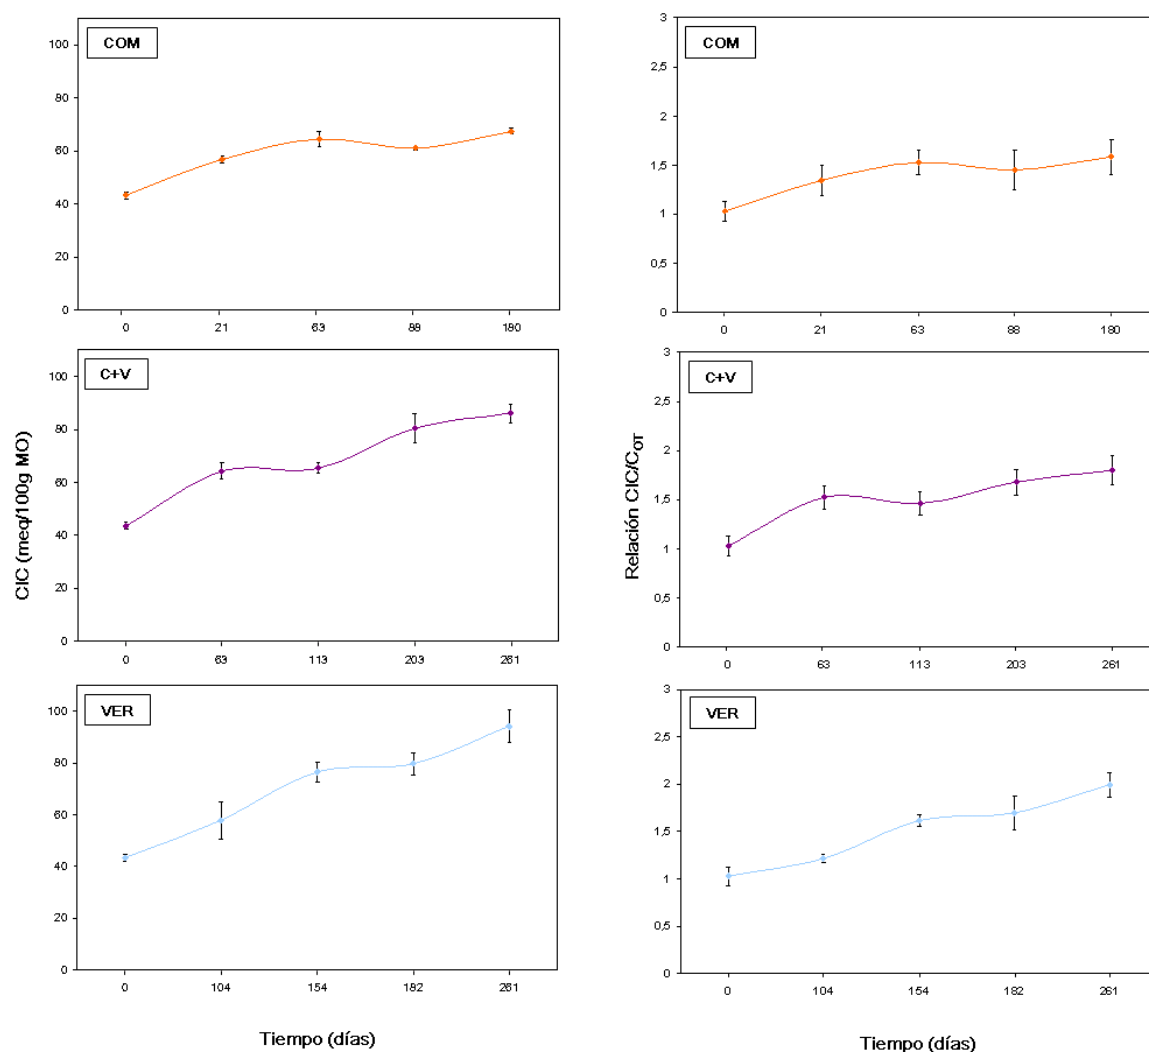 COM
100
80
60
40
20
0
0 21 63 88 180
C+V
100
80
60
40
20
0
0 63 113 203 261
CIC (meq/100g MO)
VER
100
80
60
40
20
0
0 104 154 182 261
Tiempo (días)
COM
3
2,5
2
1,5
1
0,5
0
0 21 63 88 180
C+V
3
2,5
2
1,5
1
0,5
0
0 63 113 203 261
Relación CIC/COT
VER
3
2,5
2
1,5
1
0,5
0
0 104 154 182 261
Tiempo (días)